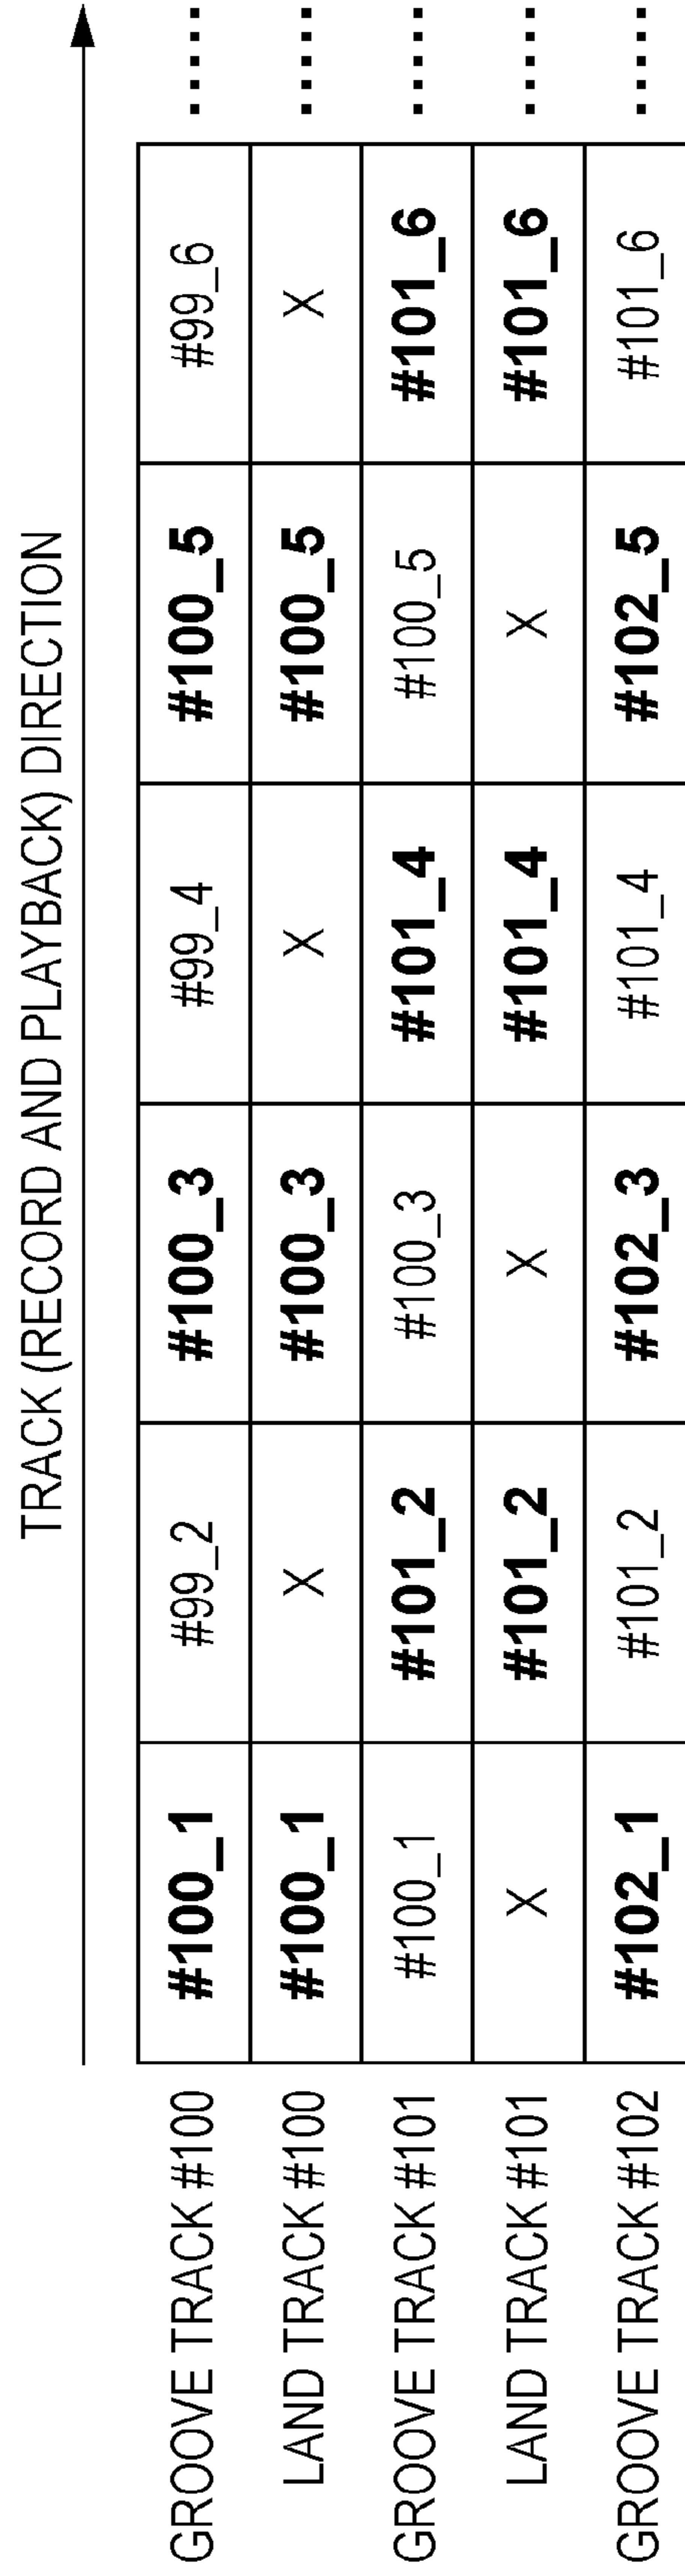 TRACK (RECORD AND PLAYBACK) DIRECTION
GROOVE TRACK #100 #100_1 #99_2 #100_3 #99_4 #100_5 #99_6 ·····
LAND TRACK #100 #100_1 X #100_3 X #100_5 X ·····
GROOVE TRACK #101 #100_1 #101_2 #100_3 #101_4 #100_5 #101_6 ·····
LAND TRACK #101 X #101_2 X #101_4 X #101_6 ·····
GROOVE TRACK #102 #102_1 #101_2 #102_3 #101_4 #102_5 #101_6 ·····